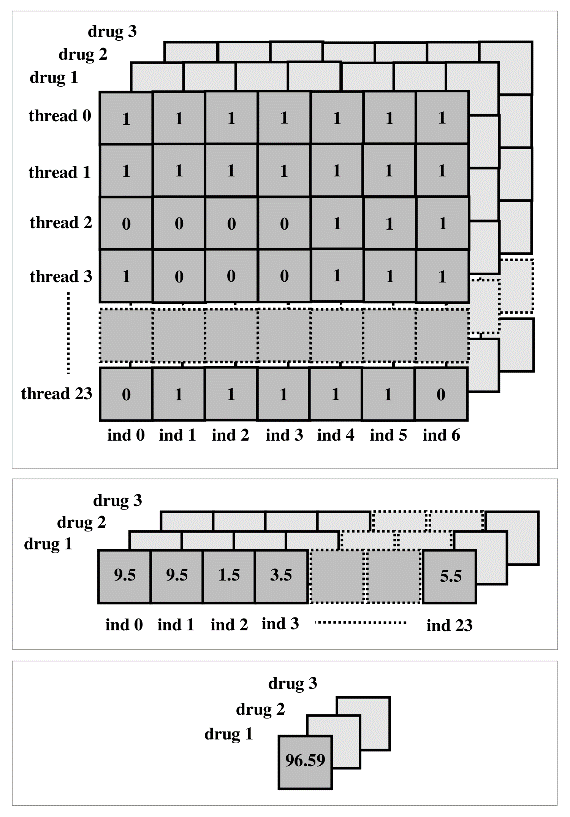 drug 3
drug 2
drug 1
thread 0 1 1 1 1 1 1 1
thread 1 1 1 1 1 1 1 1
thread 2 0 0 0 0 1 1 1
thread 3 1 0 0 0 1 1 1
thread 23 0 1 1 1 1 1 0
ind 0 ind 1 ind 2 ind 3 ind 4 ind 5 ind 6
drug 3
drug 2
drug 1
9.5 9.5 1.5 3.5 5.5
ind 0 ind 1 ind 2 ind 3 ind 23
drug 3
drug 2
drug 1
96.59